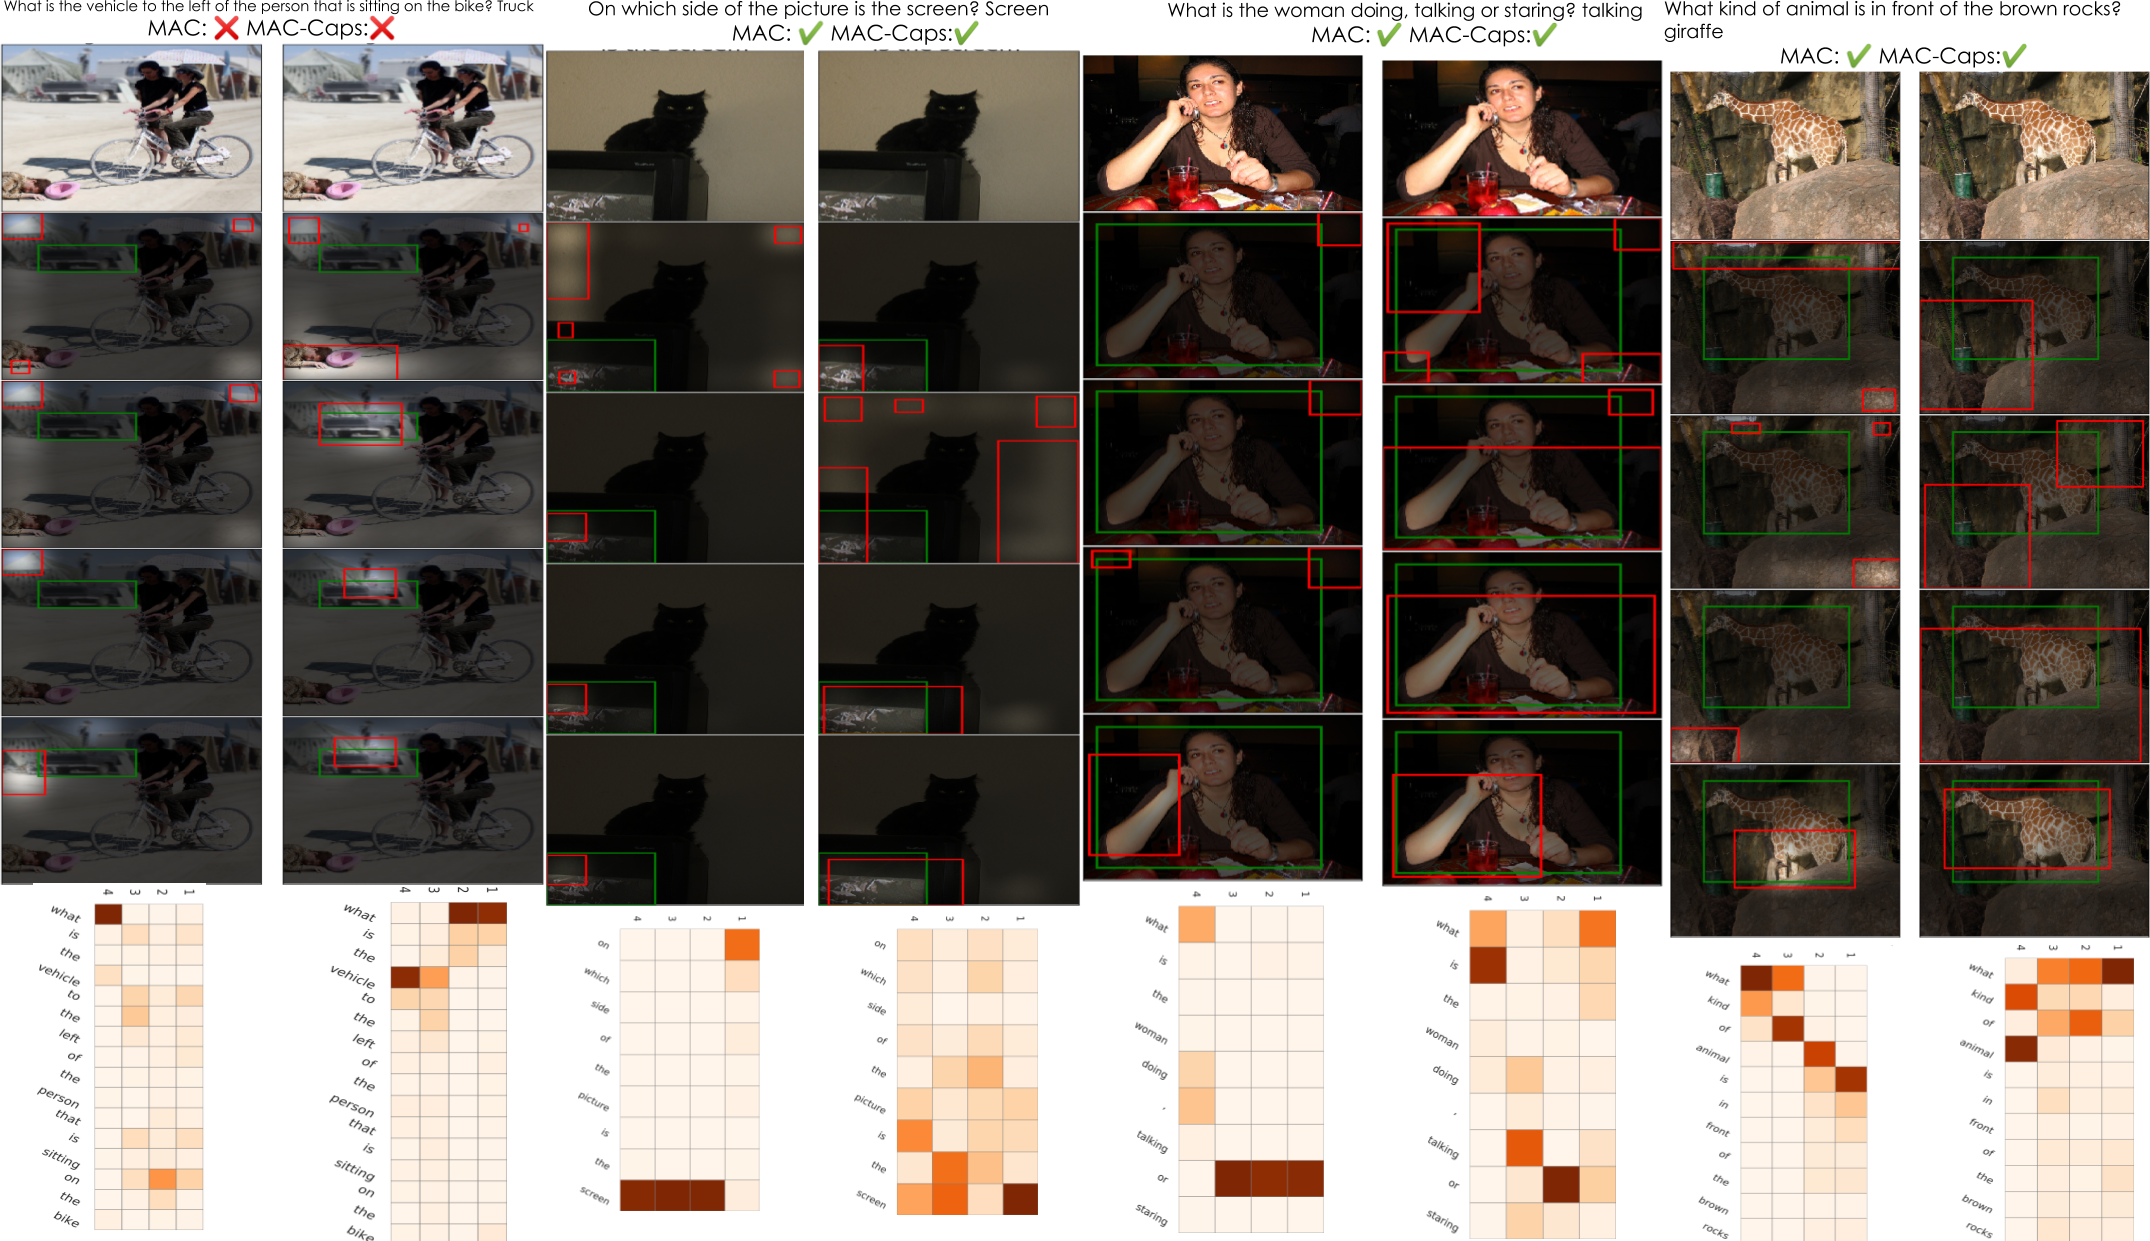 What is the vehicle to the left of the person that is sitting on the bike? Truck
MAC: ❌ MAC-Caps:❌
On which side of the picture is the screen? Screen
MAC: ✔ MAC-Caps:✔
What is the woman doing, talking or staring? talking
MAC: ✔ MAC-Caps:✔
What kind of animal is in front of the brown rocks?
giraffe
MAC: ✔ MAC-Caps:✔
4 3 2 1
what
is
the
vehicle
to
the
left
of
the
person
that
is
sitting
on
the
bike
4 3 2 1
what
is
the
vehicle
to
the
left
of
the
person
that
is
sitting
on
the
bike
4 3 2 1
on
which
side
of
the
picture
is
the
screen
4 3 2 1
on
which
side
of
the
picture
is
the
screen
4 3 2 1
what
is
the
woman
doing
,
talking
or
staring
4 3 2 1
what
is
the
woman
doing
,
talking
or
staring
4 3 2 1
what
kind
of
animal
is
in
front
of
the
brown
rocks
4 3 2 1
what
kind
of
animal
is
in
front
of
the
brown
rocks